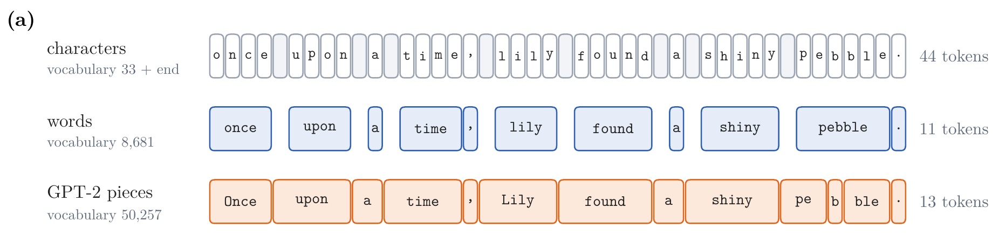 (a)
characters
vocabulary 33 + end
o n c e u p o n a t i m e , l i l y f o u n d a s h i n y p e b b l e .
44 tokens
words
vocabulary 8,681
once upon a time , lily found a shiny pebble .
11 tokens
GPT-2 pieces
vocabulary 50,257
Once upon a time , Lily found a shiny pe b ble .
13 tokens